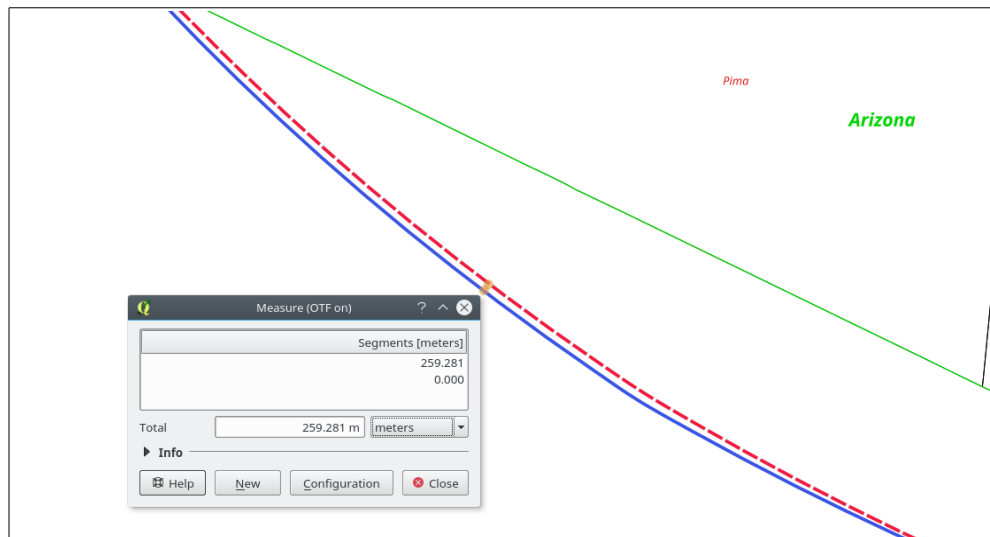 Pima
Arizona
Measure (OTF on)
Segments [meters]
259.281
0.000
Total 259.281 m meters
Info
Help New Configuration Close